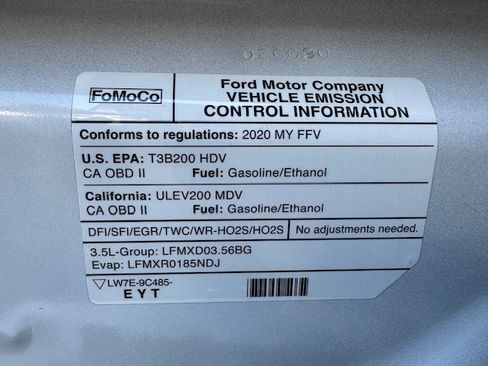 FoMoCo
Ford Motor Company
VEHICLE EMISSION
CONTROL INFORMATION
Conforms to regulations: 2020 MY FFV
U.S. EPA: T3B200 HDV
CA OBD II Fuel: Gasoline/Ethanol
California: ULEV200 MDV
CA OBD II Fuel: Gasoline/Ethanol
DFI/SFI/EGR/TWC/WR-HO2S/HO2S No adjustments needed.
3.5L-Group: LFMXD03.56BG
Evap: LFMXR0185NDJ
LW7E-9C485-
EYT